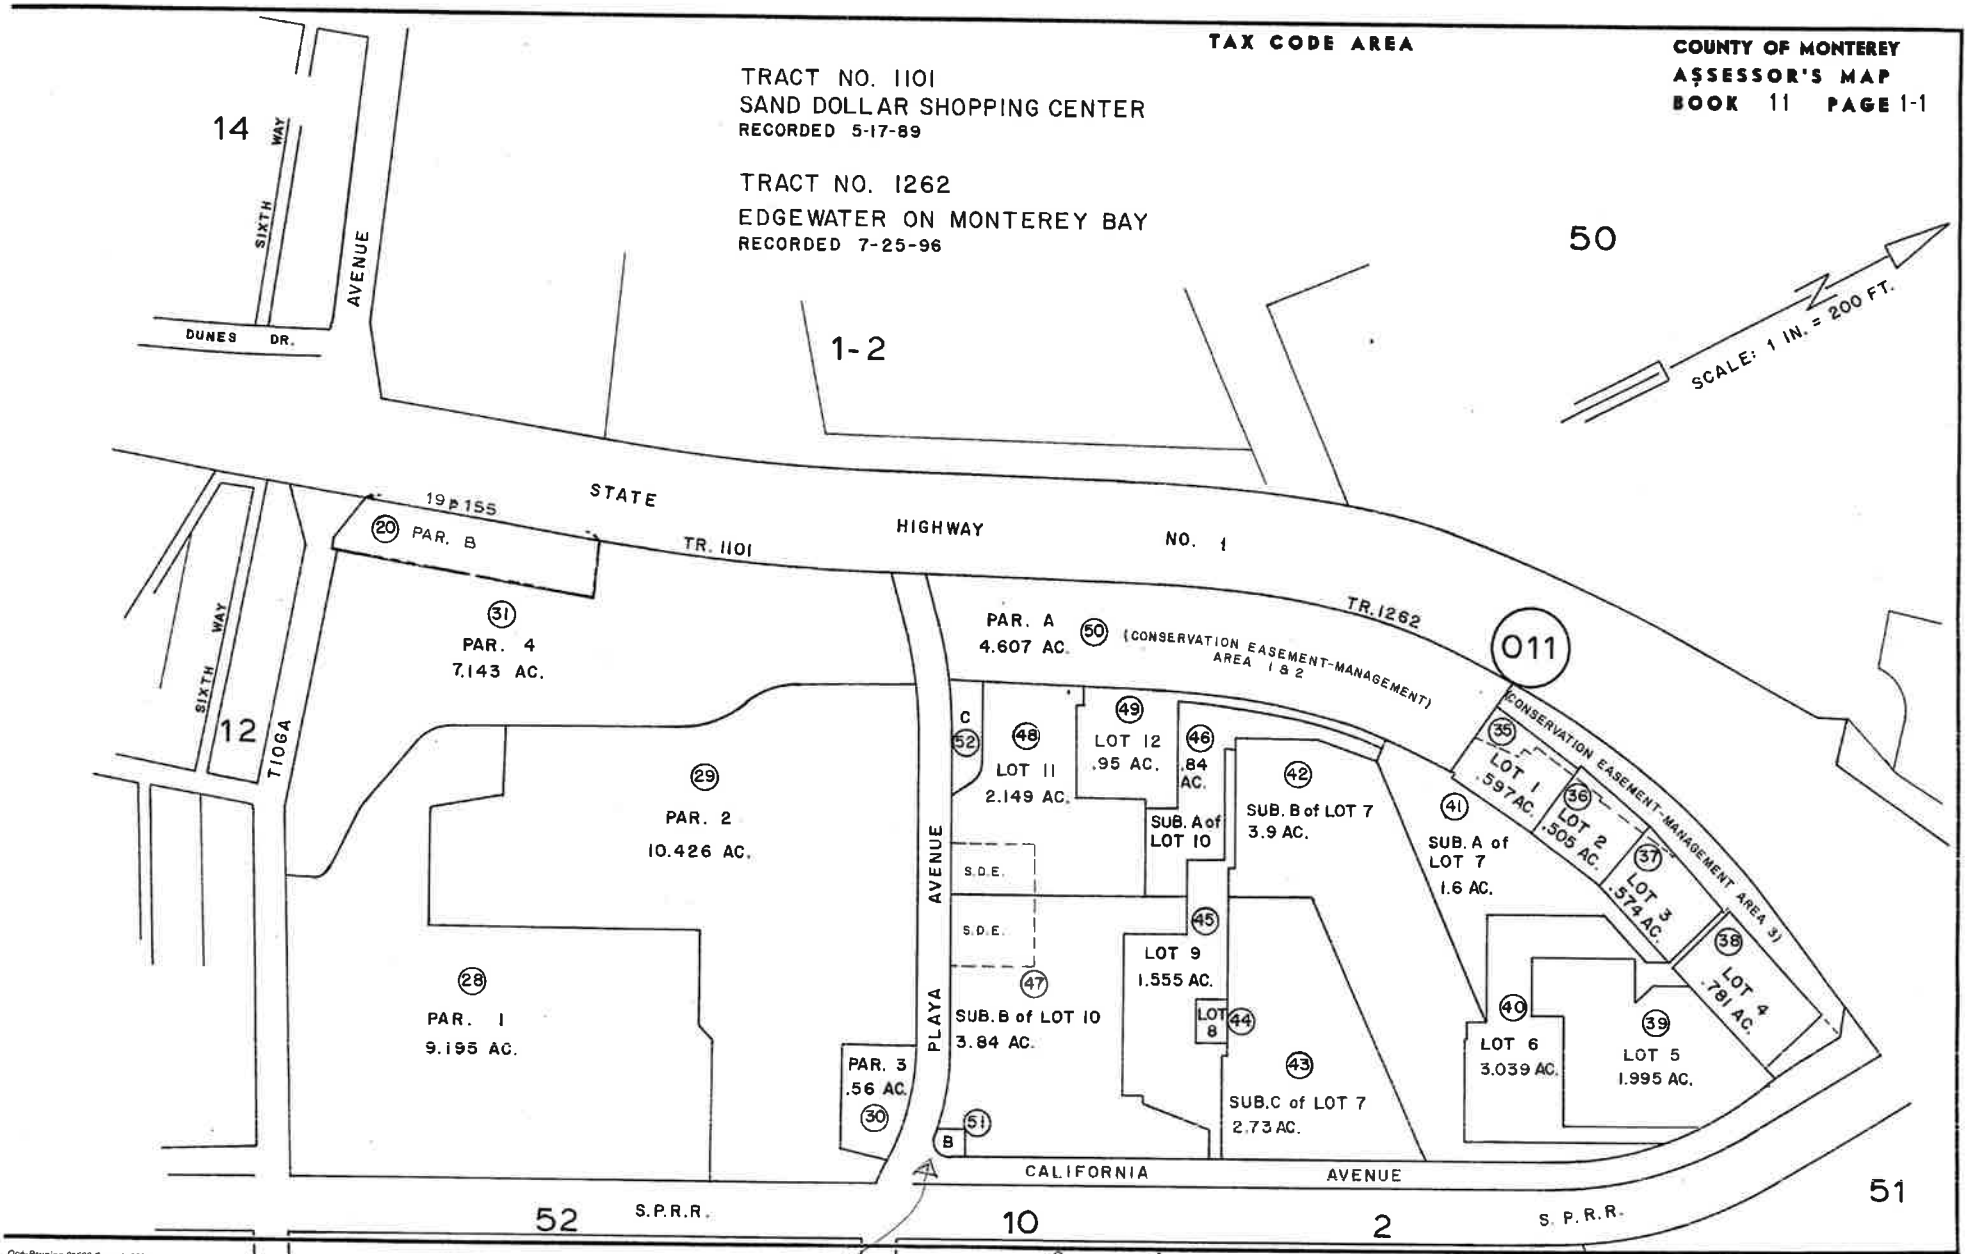 TAX CODE AREA
COUNTY OF MONTEREY
ASSESSOR'S MAP
BOOK 11 PAGE 1-1
TRACT NO. 1101
SAND DOLLAR SHOPPING CENTER
RECORDED 5-17-89
TRACT NO. 1262
EDGEWATER ON MONTEREY BAY
RECORDED 7-25-96
14
SIXTH WAY
AVENUE
DUNES DR.
1-2
50
N
SCALE: 1 IN. = 200 FT.
STATE HIGHWAY NO. 1
19 P 155
20 PAR. B
TR. 1101
TR. 1262
011
SIXTH WAY
12
TIOGA
31
PAR. 4
7.143 AC.
29
PAR. 2
10.426 AC.
28
PAR. 1
9.195 AC.
PAR. 3
.56 AC.
30
PLAYA AVENUE
PAR. A
4.607 AC.
50
(CONSERVATION EASEMENT-MANAGEMENT)
AREA 1 & 2
(CONSERVATION EASEMENT-MANAGEMENT AREA 3)
C
52
48
LOT 11
2.149 AC.
49
LOT 12
.95 AC.
46
.84
AC.
SUB. A of
LOT 10
42
SUB. B of LOT 7
3.9 AC.
41
SUB. A of
LOT 7
1.6 AC.
35
LOT 1
.597 AC.
36
LOT 2
.505 AC.
37
LOT 3
.574 AC.
38
LOT 4
.781 AC.
S.D.E.
S.D.E.
47
SUB. B of LOT 10
3.84 AC.
45
LOT 9
1.555 AC.
LOT
8
44
43
SUB.C of LOT 7
2.73 AC.
40
LOT 6
3.039 AC.
39
LOT 5
1.995 AC.
B
51
CALIFORNIA AVENUE
52
S.P.R.R.
10
2
S.P.R.R.
51